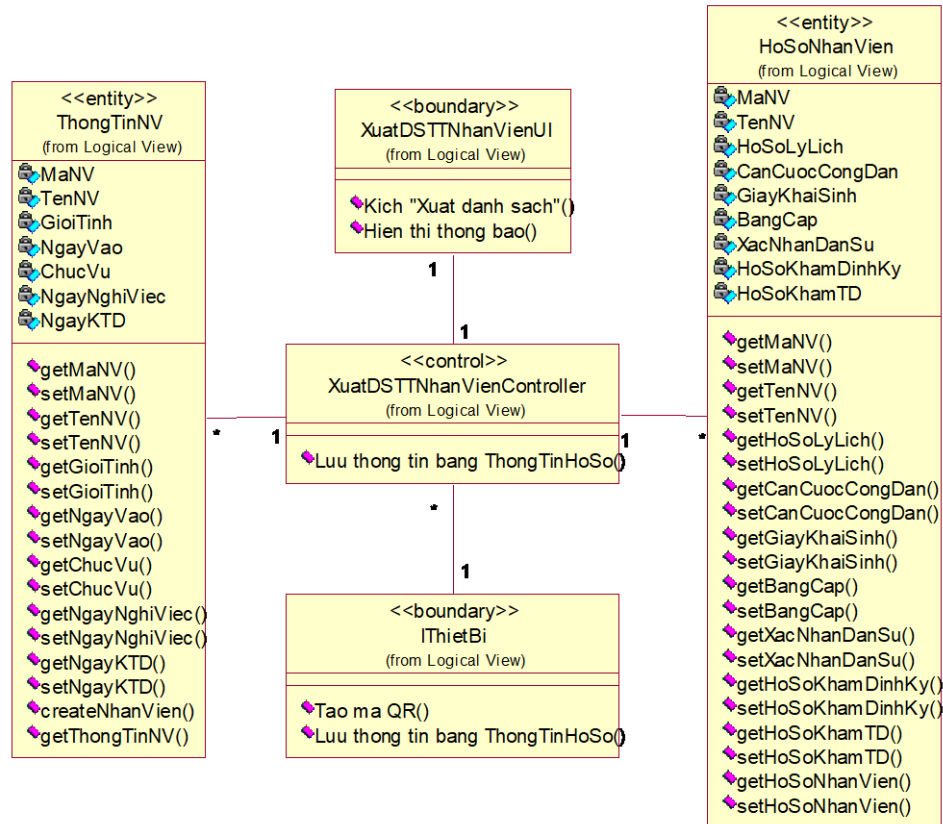 <<entity>>
ThongTinNV
(from Logical View)
MaNV
TenNV
GioiTinh
NgayVao
ChucVu
NgayNghiViec
NgayKTD
getMaNV()
setMaNV()
getTenNV()
setTenNV()
getGioiTinh()
setGioiTinh()
getNgayVao()
setNgayVao()
getChucVu()
setChucVu()
getNgayNghiViec()
setNgayNghiViec()
getNgayKTD()
setNgayKTD()
createNhanVien()
getThongTinNV()
<<boundary>>
XuatDSTTNhanVienUI
(from Logical View)
Kich "Xuat danh sach"()
Hien thi thong bao()
1
1
<<control>>
XuatDSTTNhanVienController
(from Logical View)
Luu thong tin bang ThongTinHoSo()
*
1
1
*
*
1
<<boundary>>
IThietBi
(from Logical View)
Tao ma QR()
Luu thong tin bang ThongTinHoSo()
<<entity>>
HoSoNhanVien
(from Logical View)
MaNV
TenNV
HoSoLyLich
CanCuocCongDan
GiayKhaiSinh
BangCap
XacNhanDanSu
HoSoKhamDinhKy
HoSoKhamTD
getMaNV()
setMaNV()
getTenNV()
setTenNV()
getHoSoLyLich()
setHoSoLyLich()
getCanCuocCongDan()
setCanCuocCongDan()
getGiayKhaiSinh()
setGiayKhaiSinh()
getBangCap()
setBangCap()
getXacNhanDanSu()
setXacNhanDanSu()
getHoSoKhamDinhKy()
setHoSoKhamDinhKy()
getHoSoKhamTD()
setHoSoKhamTD()
getHoSoNhanVien()
setHoSoNhanVien()